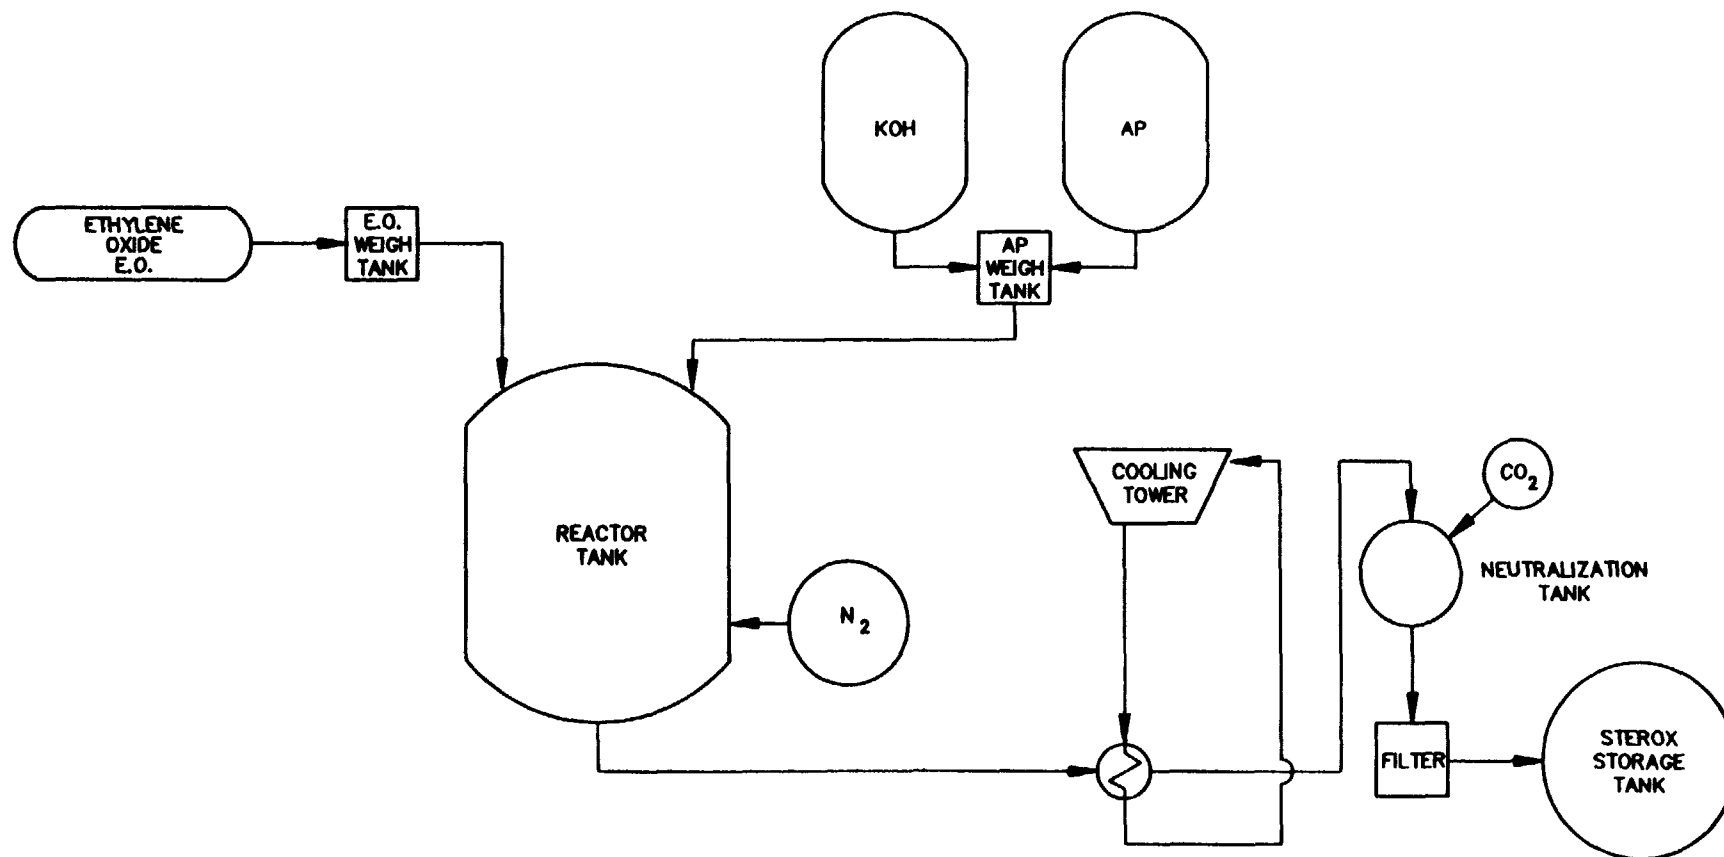 KOH
AP
ETHYLENE
OXIDE
E.O.
E.O.
WEIGH
TANK
AP
WEIGH
TANK
REACTOR
TANK
N2
COOLING
TOWER
CO2
NEUTRALIZATION
TANK
FILTER
STEROX
STORAGE
TANK